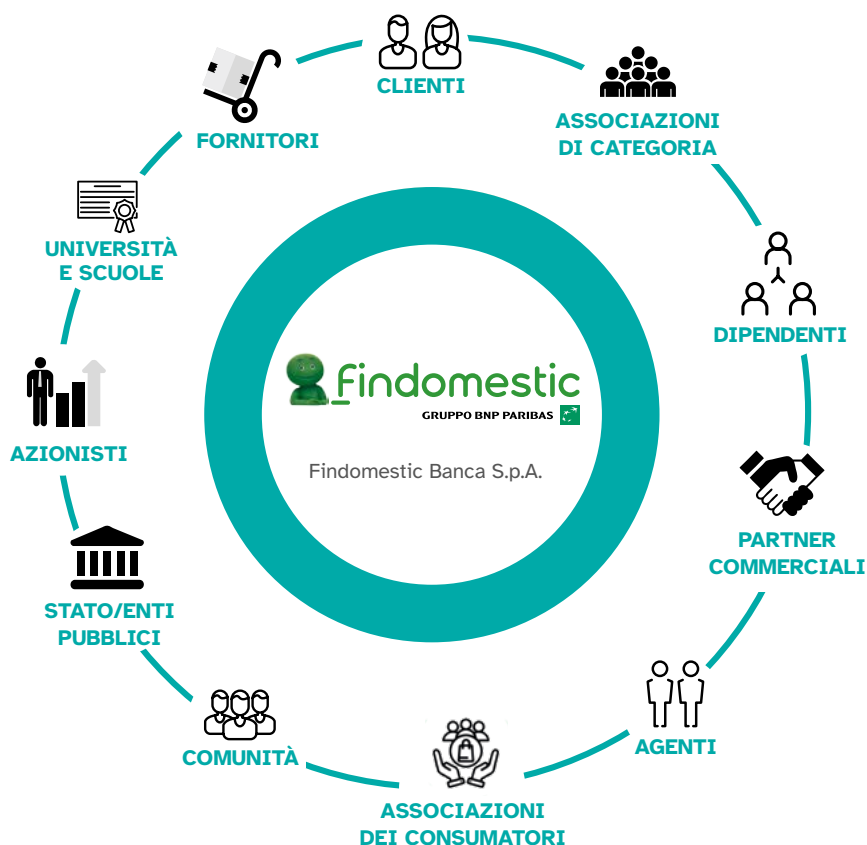 CLIENTI
ASSOCIAZIONI
DI CATEGORIA
DIPENDENTI
PARTNER
COMMERCIALI
AGENTI
ASSOCIAZIONI
DEI CONSUMATORI
COMUNITÀ
STATO/ENTI
PUBBLICI
AZIONISTI
UNIVERSITÀ
E SCUOLE
FORNITORI
Findomestic
GRUPPO BNP PARIBAS
Findomestic Banca S.p.A.